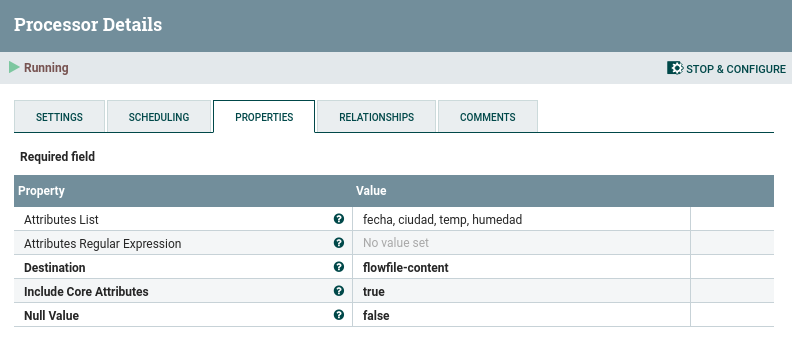 Processor Details
Running
STOP & CONFIGURE
SETTINGS
SCHEDULING
PROPERTIES
RELATIONSHIPS
COMMENTS
Required field
Property Value
Attributes List ? fecha, ciudad, temp, humedad
Attributes Regular Expression ? No value set
Destination ? flowfile-content
Include Core Attributes ? true
Null Value ? false